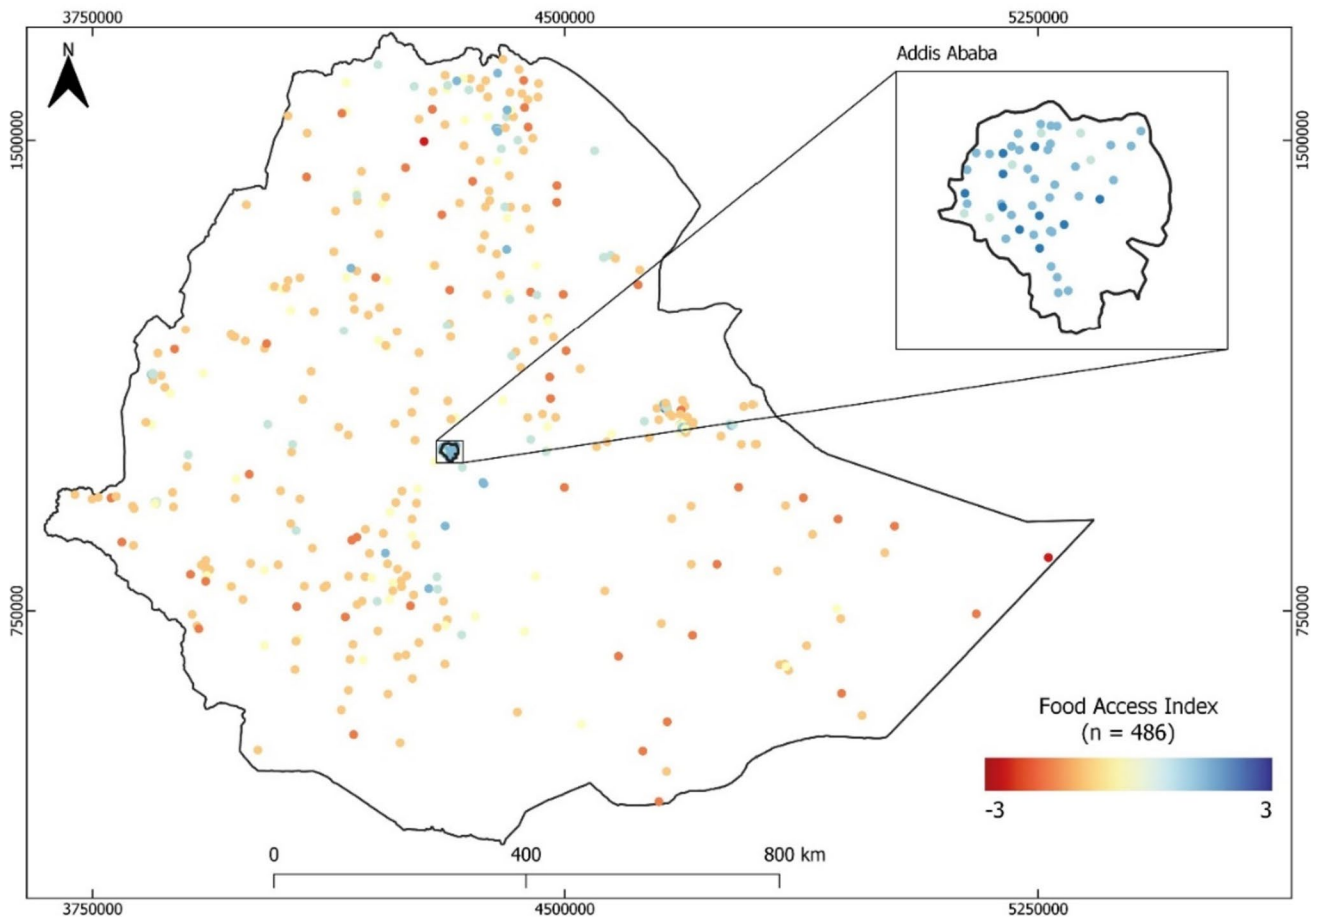 3750000 4500000 5250000
N
Addis Ababa
1500000 1500000
750000 750000
Food Access Index
(n = 486)
-3 3
0 400 800 km
3750000 4500000 5250000